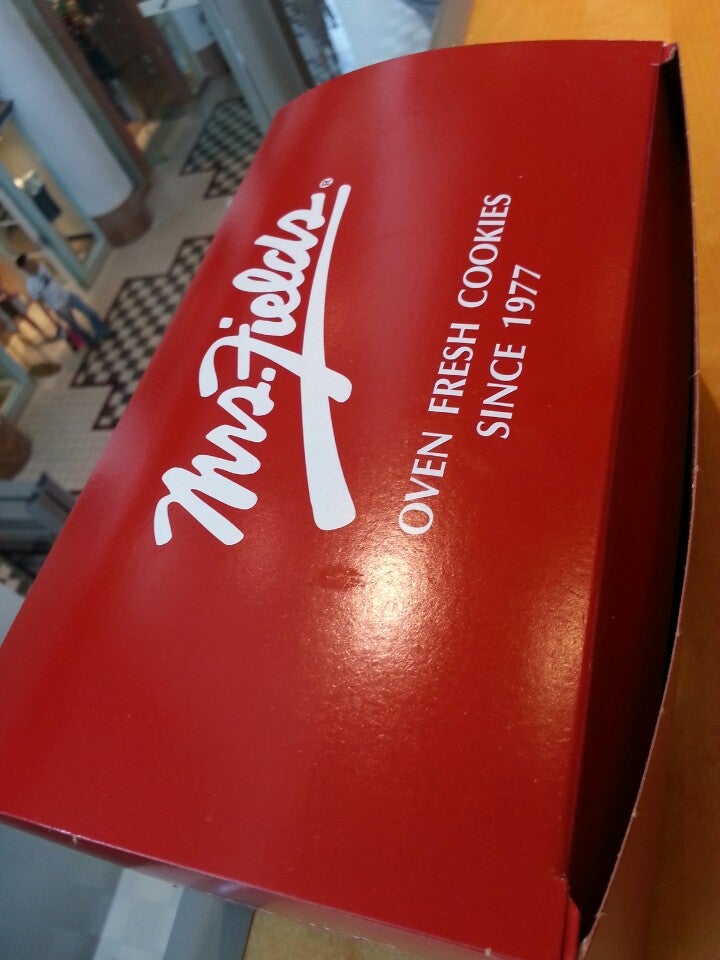 Mrs. Fields®
OVEN FRESH COOKIES
SINCE 1977